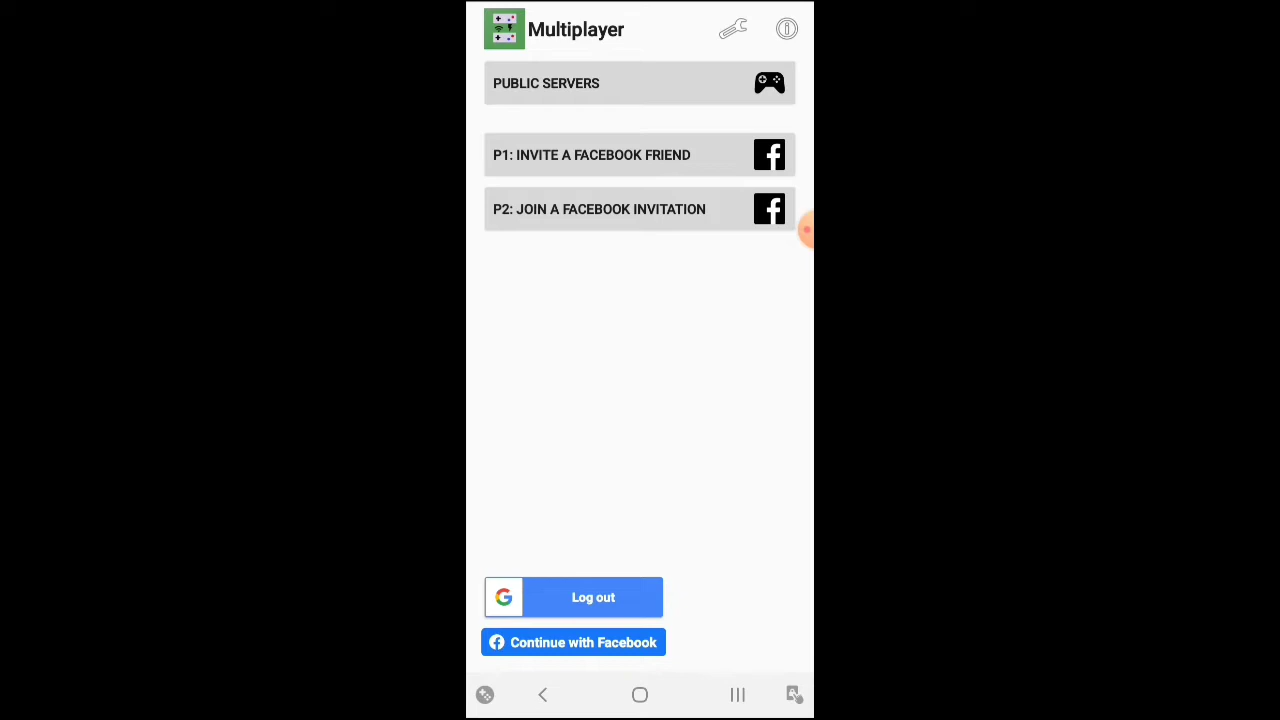 Multiplayer
PUBLIC SERVERS
P1: INVITE A FACEBOOK FRIEND
P2: JOIN A FACEBOOK INVITATION
Log out
Continue with Facebook